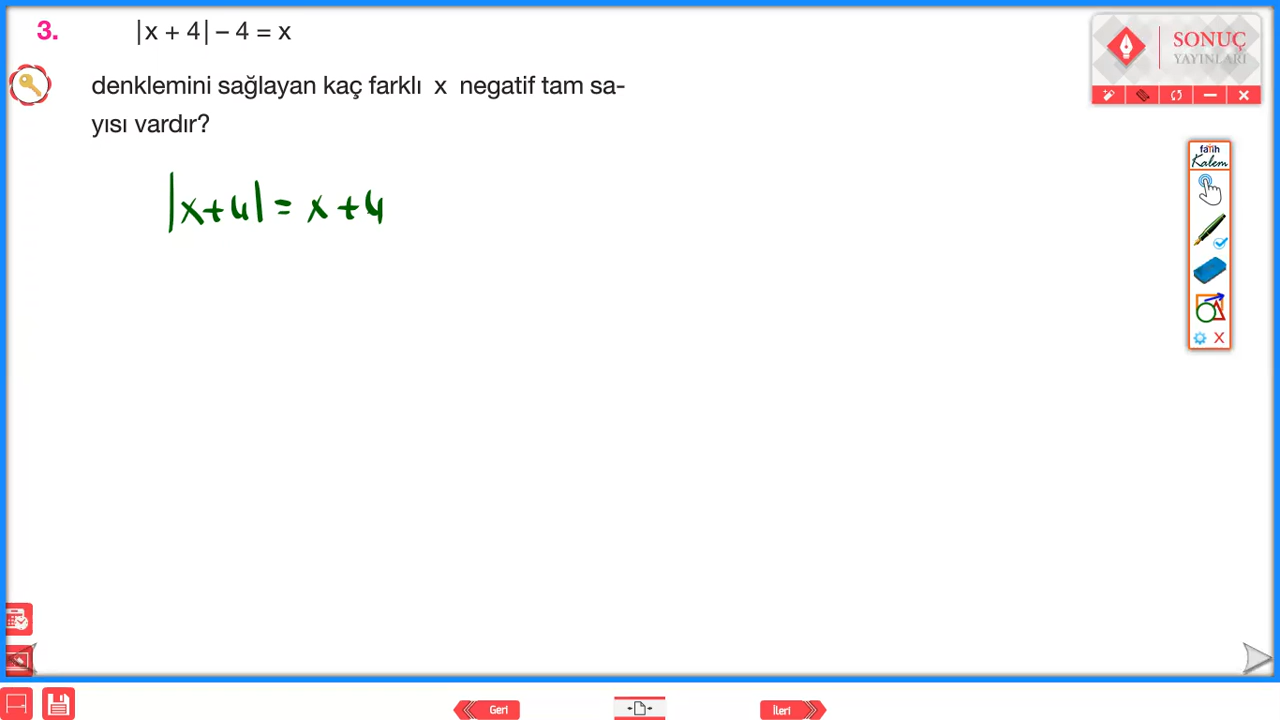 3. |x + 4| – 4 = x
denklemini sağlayan kaç farklı x negatif tam sa-
yısı vardır?
|x+4| = x+4
SONUÇ
YAYINLARI
fatih
Kalem
Geri
İleri